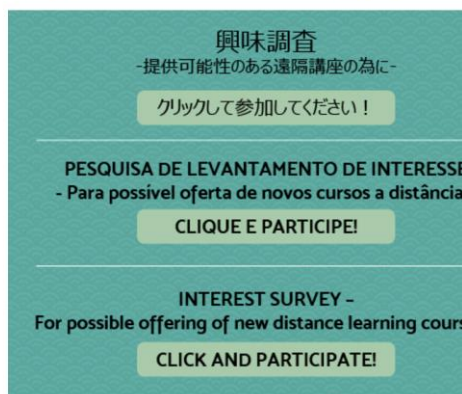 興味調査
-提供可能性のある遠隔講座の為に-
クリックして参加してください！
PESQUISA DE LEVANTAMENTO DE INTERESSE
- Para possível oferta de novos cursos a distância
CLIQUE E PARTICIPE!
INTEREST SURVEY –
For possible offering of new distance learning cours
CLICK AND PARTICIPATE!